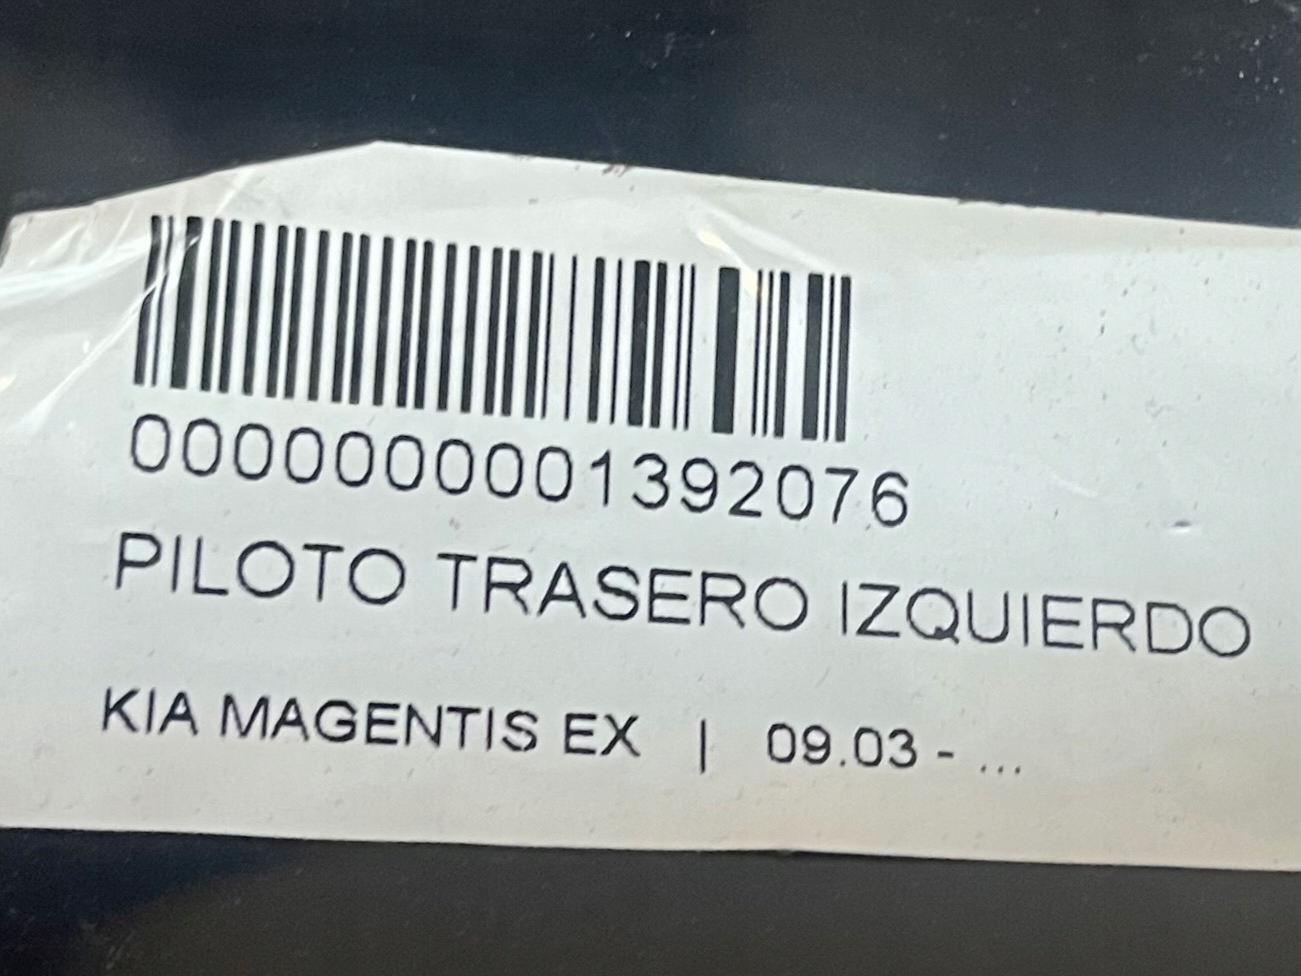 0000000001392076
PILOTO TRASERO IZQUIERDO
KIA MAGENTIS EX | 09.03 - ...